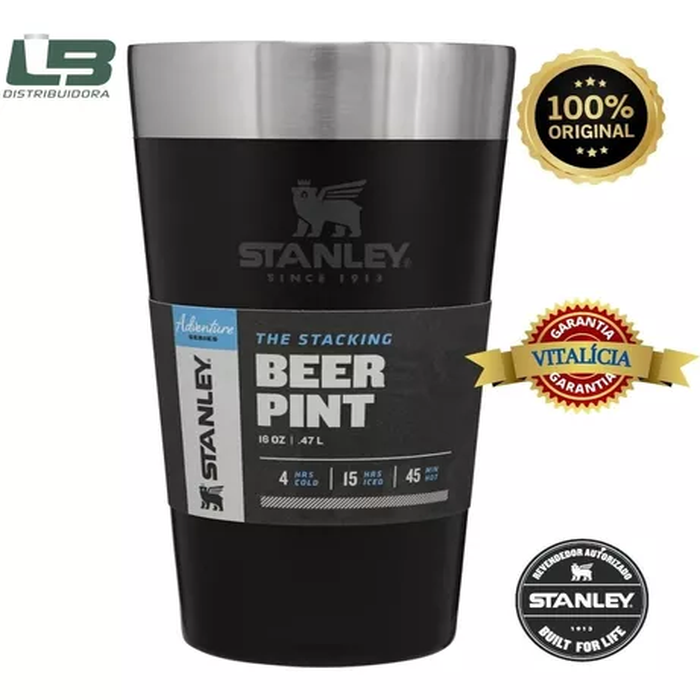 LB
DISTRIBUIDORA
100%
ORIGINAL
STANLEY®
SINCE 1913
Adventure
SERIES
STANLEY®
THE STACKING
BEER
PINT
16 OZ | .47 L
4 HRS COLD | 15 HRS ICED | 45 MIN HOT
GARANTIA
VITALÍCIA
GARANTIA
REVENDEDOR AUTORIZADO
STANLEY®
1913
BUILT FOR LIFE